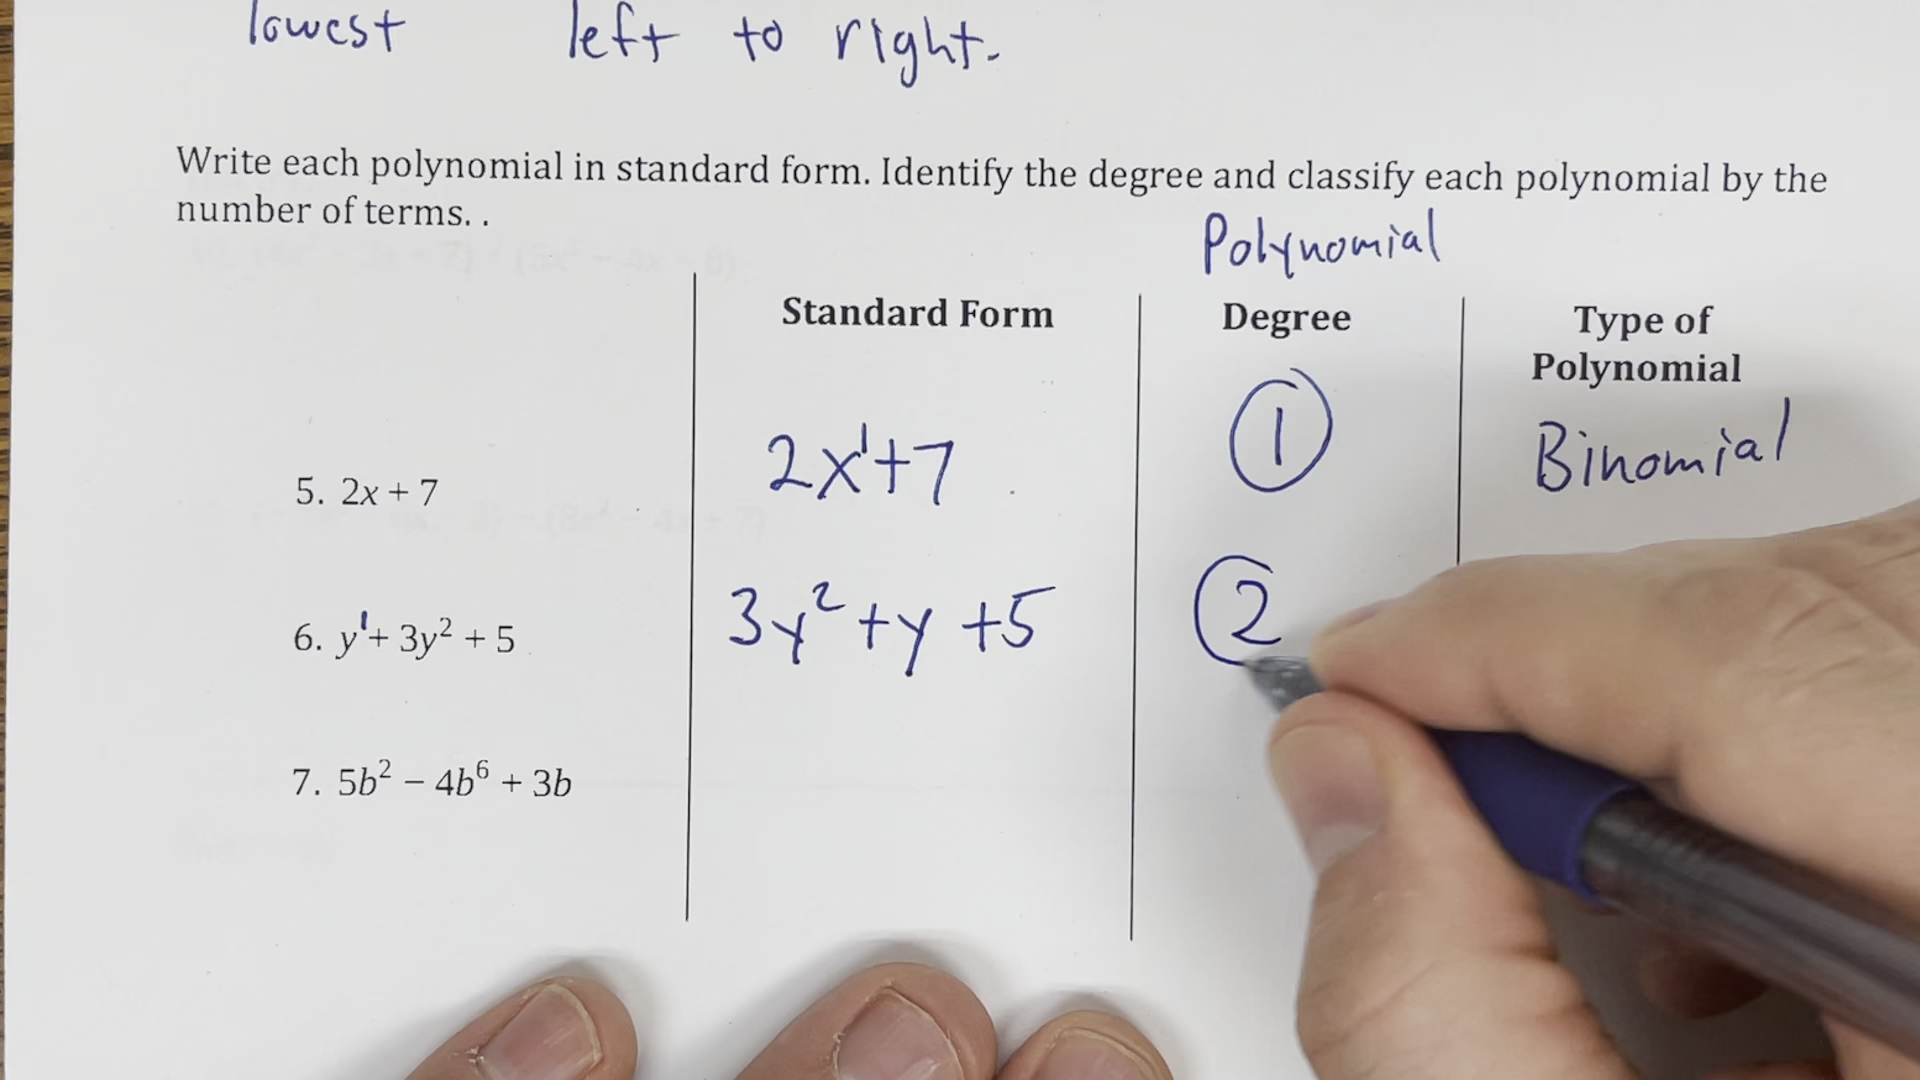 lowest left to right.
Write each polynomial in standard form. Identify the degree and classify each polynomial by the
number of terms. .
Polynomial
Standard Form Degree Type of
Polynomial
5. 2x + 7 2x¹+7 1 Binomial
6. y¹+ 3y² + 5 3y²+y+5 2
7. 5b² − 4b⁶ + 3b